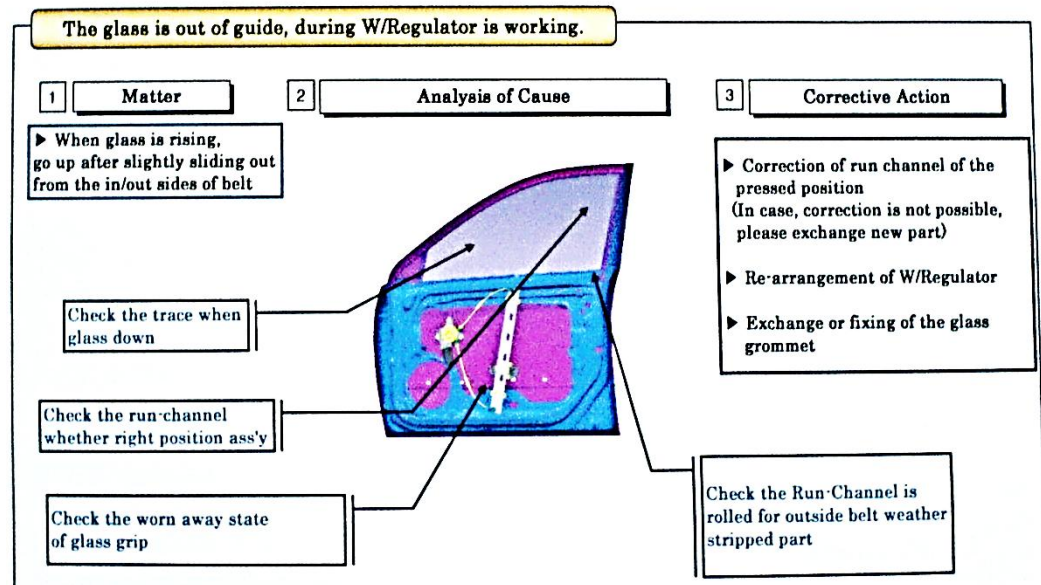 The glass is out of guide, during W/Regulator is working.
1 Matter
▶ When glass is rising,
go up after slightly sliding out
from the in/out sides of belt
2 Analysis of Cause
Check the trace when
glass down
Check the run-channel
whether right position ass'y
Check the worn away state
of glass grip
Check the Run-Channel is
rolled for outside belt weather
stripped part
3 Corrective Action
▶ Correction of run channel of the
pressed position
(In case, correction is not possible,
please exchange new part)
▶ Re-arrangement of W/Regulator
▶ Exchange or fixing of the glass
grommet